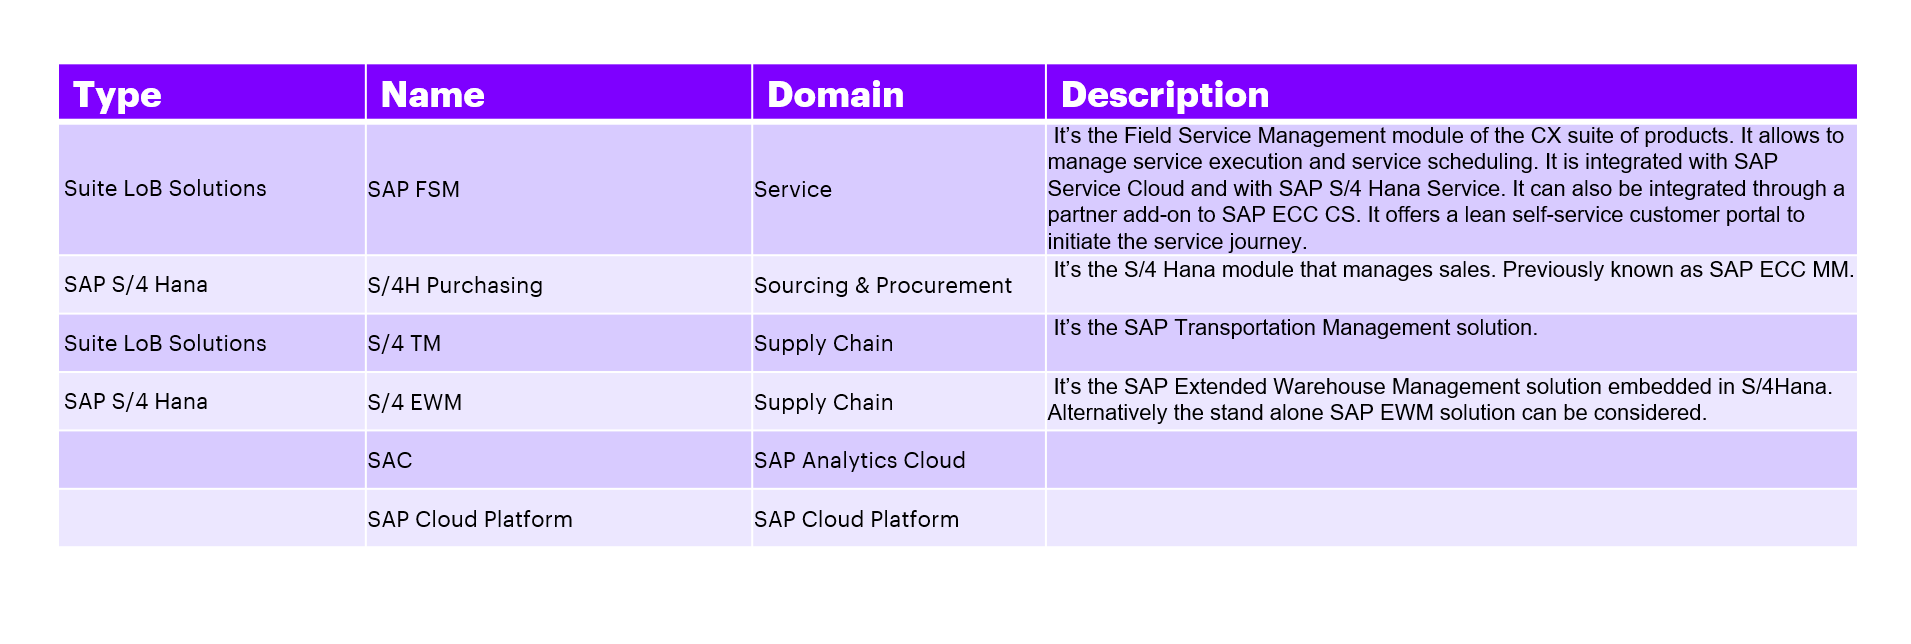 Type Name Domain Description
Suite LoB Solutions SAP FSM Service It’s the Field Service Management module of the CX suite of products. It allows to
manage service execution and service scheduling. It is integrated with SAP
Service Cloud and with SAP S/4 Hana Service. It can also be integrated through a
partner add-on to SAP ECC CS. It offers a lean self-service customer portal to
initiate the service journey.
SAP S/4 Hana S/4H Purchasing Sourcing & Procurement It’s the S/4 Hana module that manages sales. Previously known as SAP ECC MM.
Suite LoB Solutions S/4 TM Supply Chain It’s the SAP Transportation Management solution.
SAP S/4 Hana S/4 EWM Supply Chain It’s the SAP Extended Warehouse Management solution embedded in S/4Hana.
Alternatively the stand alone SAP EWM solution can be considered.
SAC SAP Analytics Cloud
SAP Cloud Platform SAP Cloud Platform